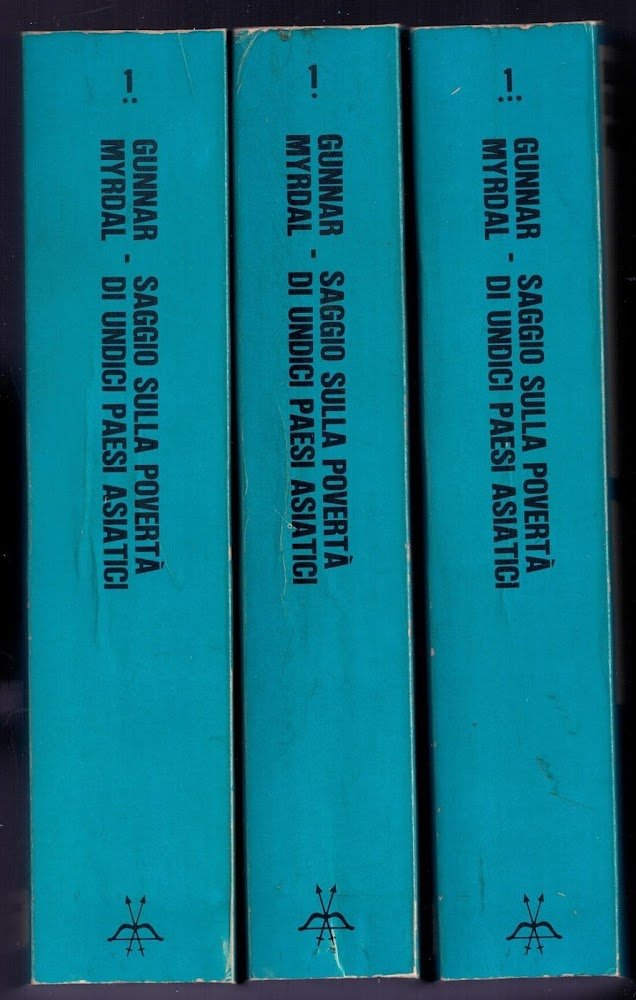 1
••
GUNNAR - SAGGIO SULLA POVERTÀ
MYRDAL - DI UNDICI PAESI ASIATICI
1
•
GUNNAR - SAGGIO SULLA POVERTÀ
MYRDAL - DI UNDICI PAESI ASIATICI
1
•••
GUNNAR - SAGGIO SULLA POVERTÀ
MYRDAL - DI UNDICI PAESI ASIATICI